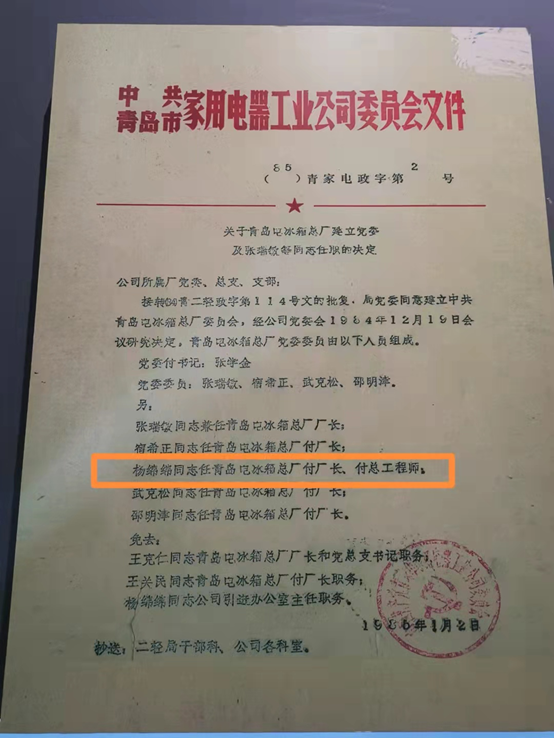 中共
青岛市家用电器工业公司委员会文件
(85)青家电政字第2号
关于青岛电冰箱总厂建立党委
及张瑞敏等同志任职的决定
公司所属厂党委、总支、支部:
接转(84)青二轻政字第114号文的批复,局党委同意建立中共
青岛电冰箱总厂委员会,经公司党委会1984年12月19日会
议研究决定,青岛电冰箱总厂党委委员由以下人员组成。
党委付书记:张学金
党委委员:张瑞敏、宿希正、武克松、邵明津。
另:
张瑞敏同志兼任青岛电冰箱总厂厂长;
宿希正同志任青岛电冰箱总厂付厂长;
杨绵绵同志任青岛电冰箱总厂付厂长、付总工程师。
武克松同志任青岛电冰箱总厂付厂长;
邵明津同志任青岛电冰箱总厂付厂长。
免去:
王克仁同志青岛电冰箱总厂厂长和党总支书记职务;
王关民同志青岛电冰箱总厂付厂长职务;
杨绵绵同志公司引进办公室主任职务。
1985年1月2日
抄送:二轻局干部科、公司各科室。